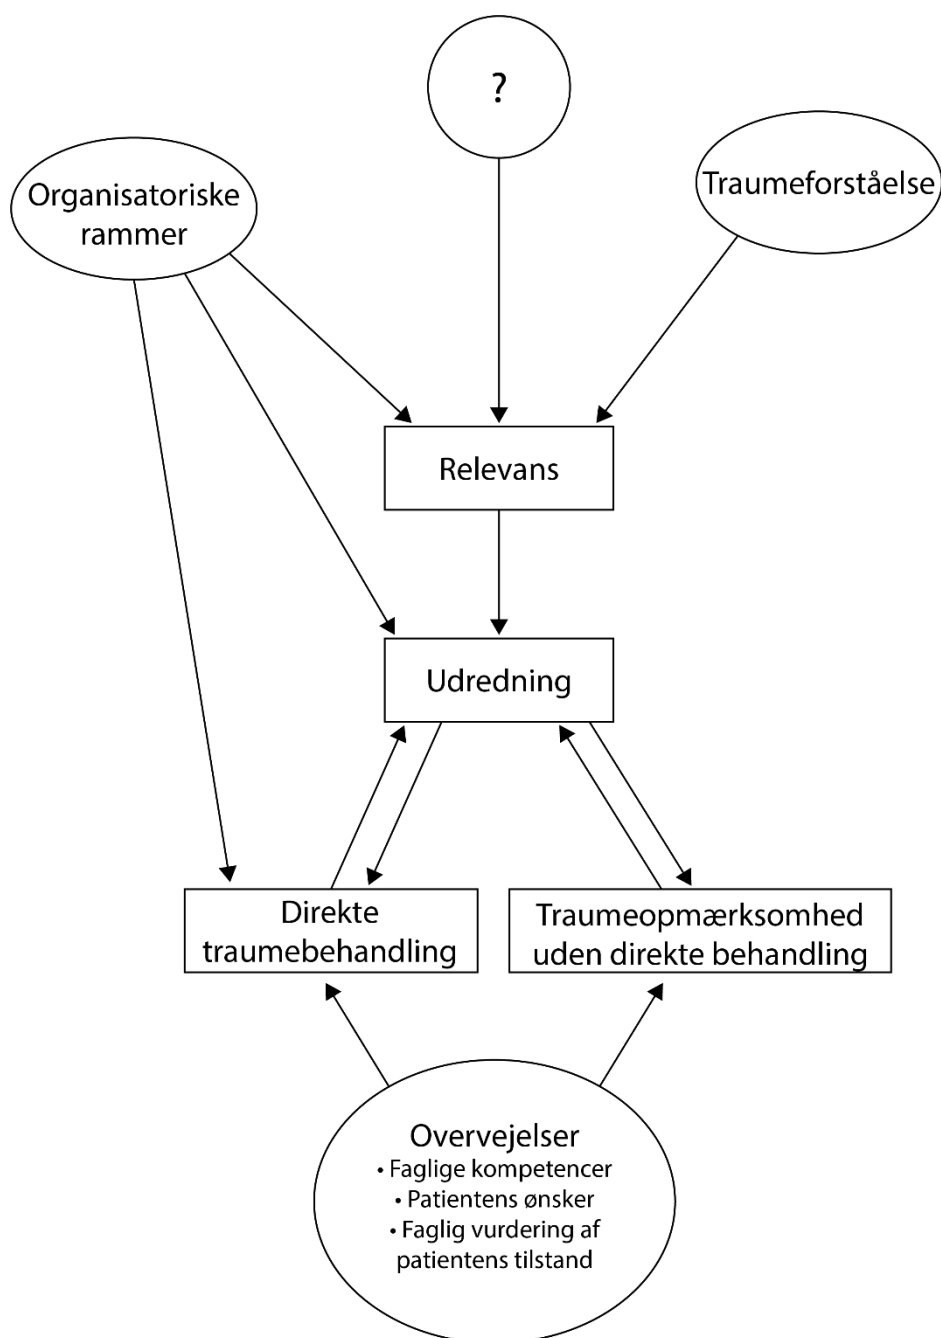 ?
Organisatoriske
rammer
Traumeforståelse
Relevans
Udredning
Direkte
traumebehandling
Traumeopmærksomhed
uden direkte behandling
Overvejelser
• Faglige kompetencer
• Patientens ønsker
• Faglig vurdering af
patientens tilstand